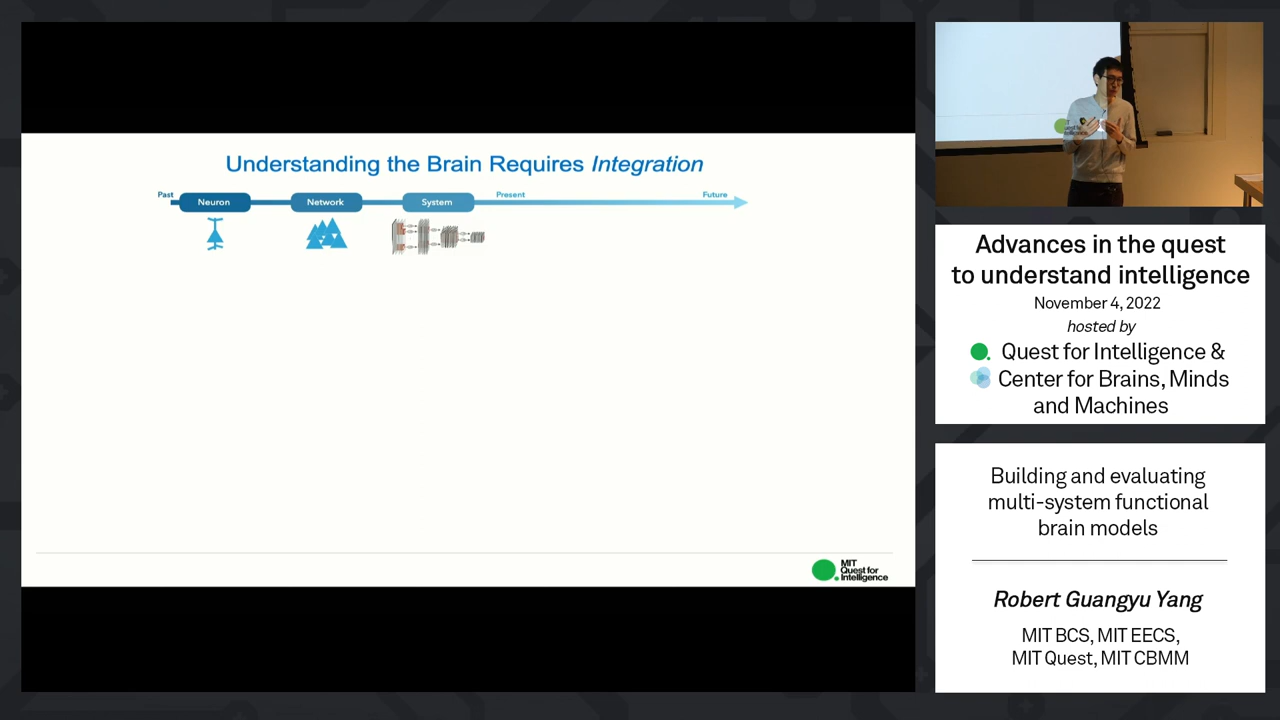 Understanding the Brain Requires Integration
Past
Neuron
Network
System
Present
Future
MIT
Quest for
Intelligence
Advances in the quest
to understand intelligence
November 4, 2022
hosted by
Quest for Intelligence &
Center for Brains, Minds
and Machines
Building and evaluating
multi-system functional
brain models
Robert Guangyu Yang
MIT BCS, MIT EECS,
MIT Quest, MIT CBMM